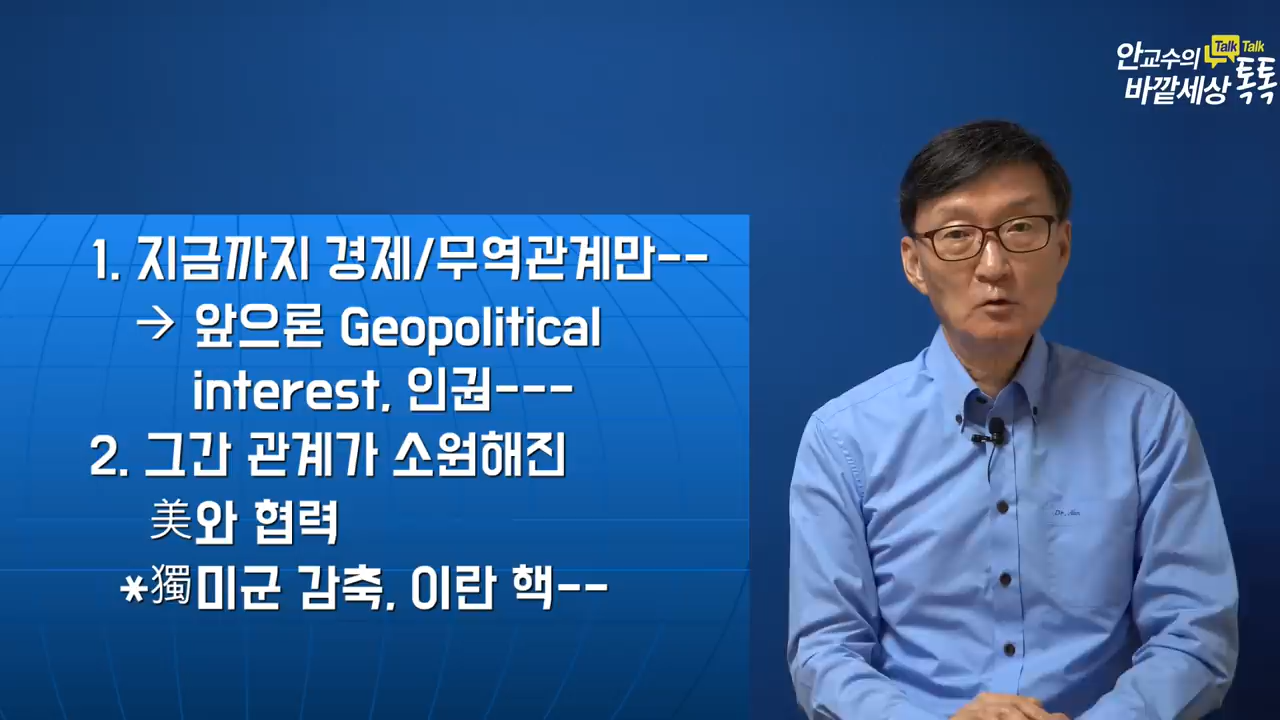 안교수의 Talk Talk
바깥세상 톡톡
1. 지금까지 경제/무역관계만--
→ 앞으론 Geopolitical
interest, 인권---
2. 그간 관계가 소원해진
美와 협력
*獨미군 감축, 이란 핵--
Dr. Ahn